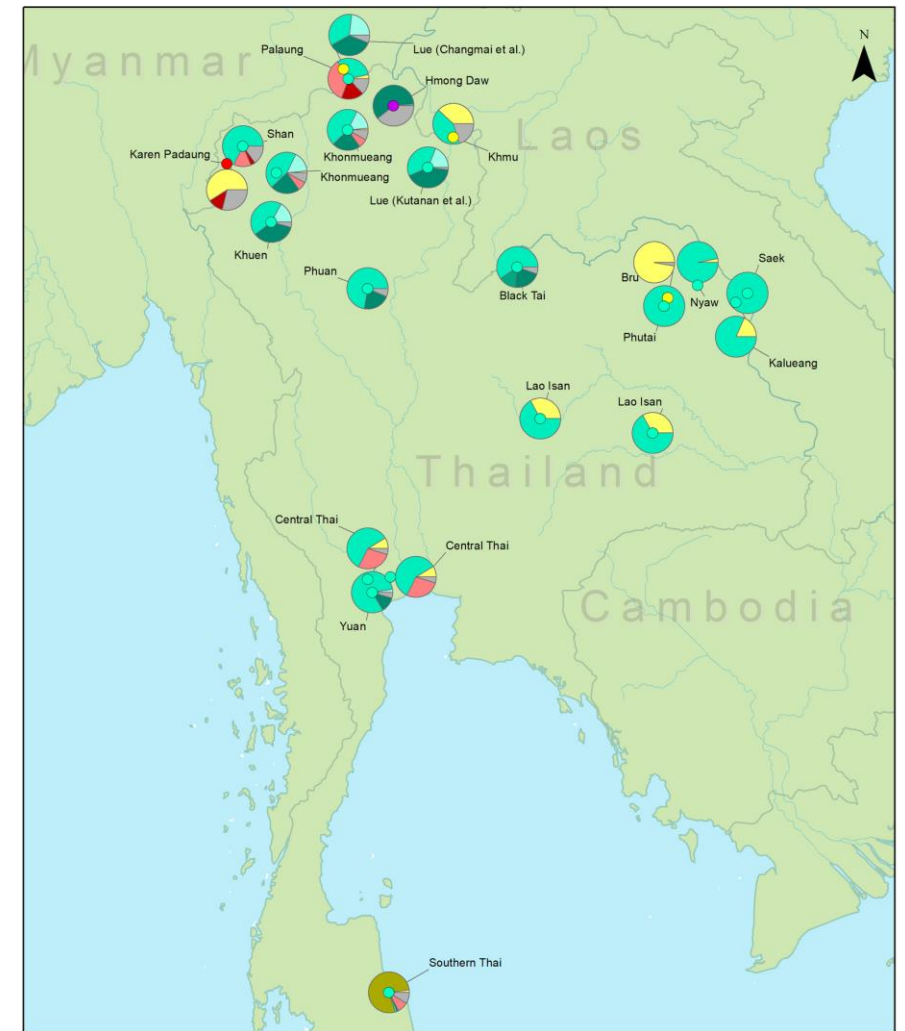 N
Myanmar
Lue (Changmai et al.)
Palaung
Hmong Daw
Laos
Shan
Khmu
Karen Padaung
Khonmueang
Khonmueang
Lue (Kutanan et al.)
Khuen
Phuan
Black Tai
Bru
Nyaw
Saek
Phutai
Kalueang
Lao Isan
Lao Isan
Thailand
Central Thai
Central Thai
Cambodia
Yuan
Southern Thai